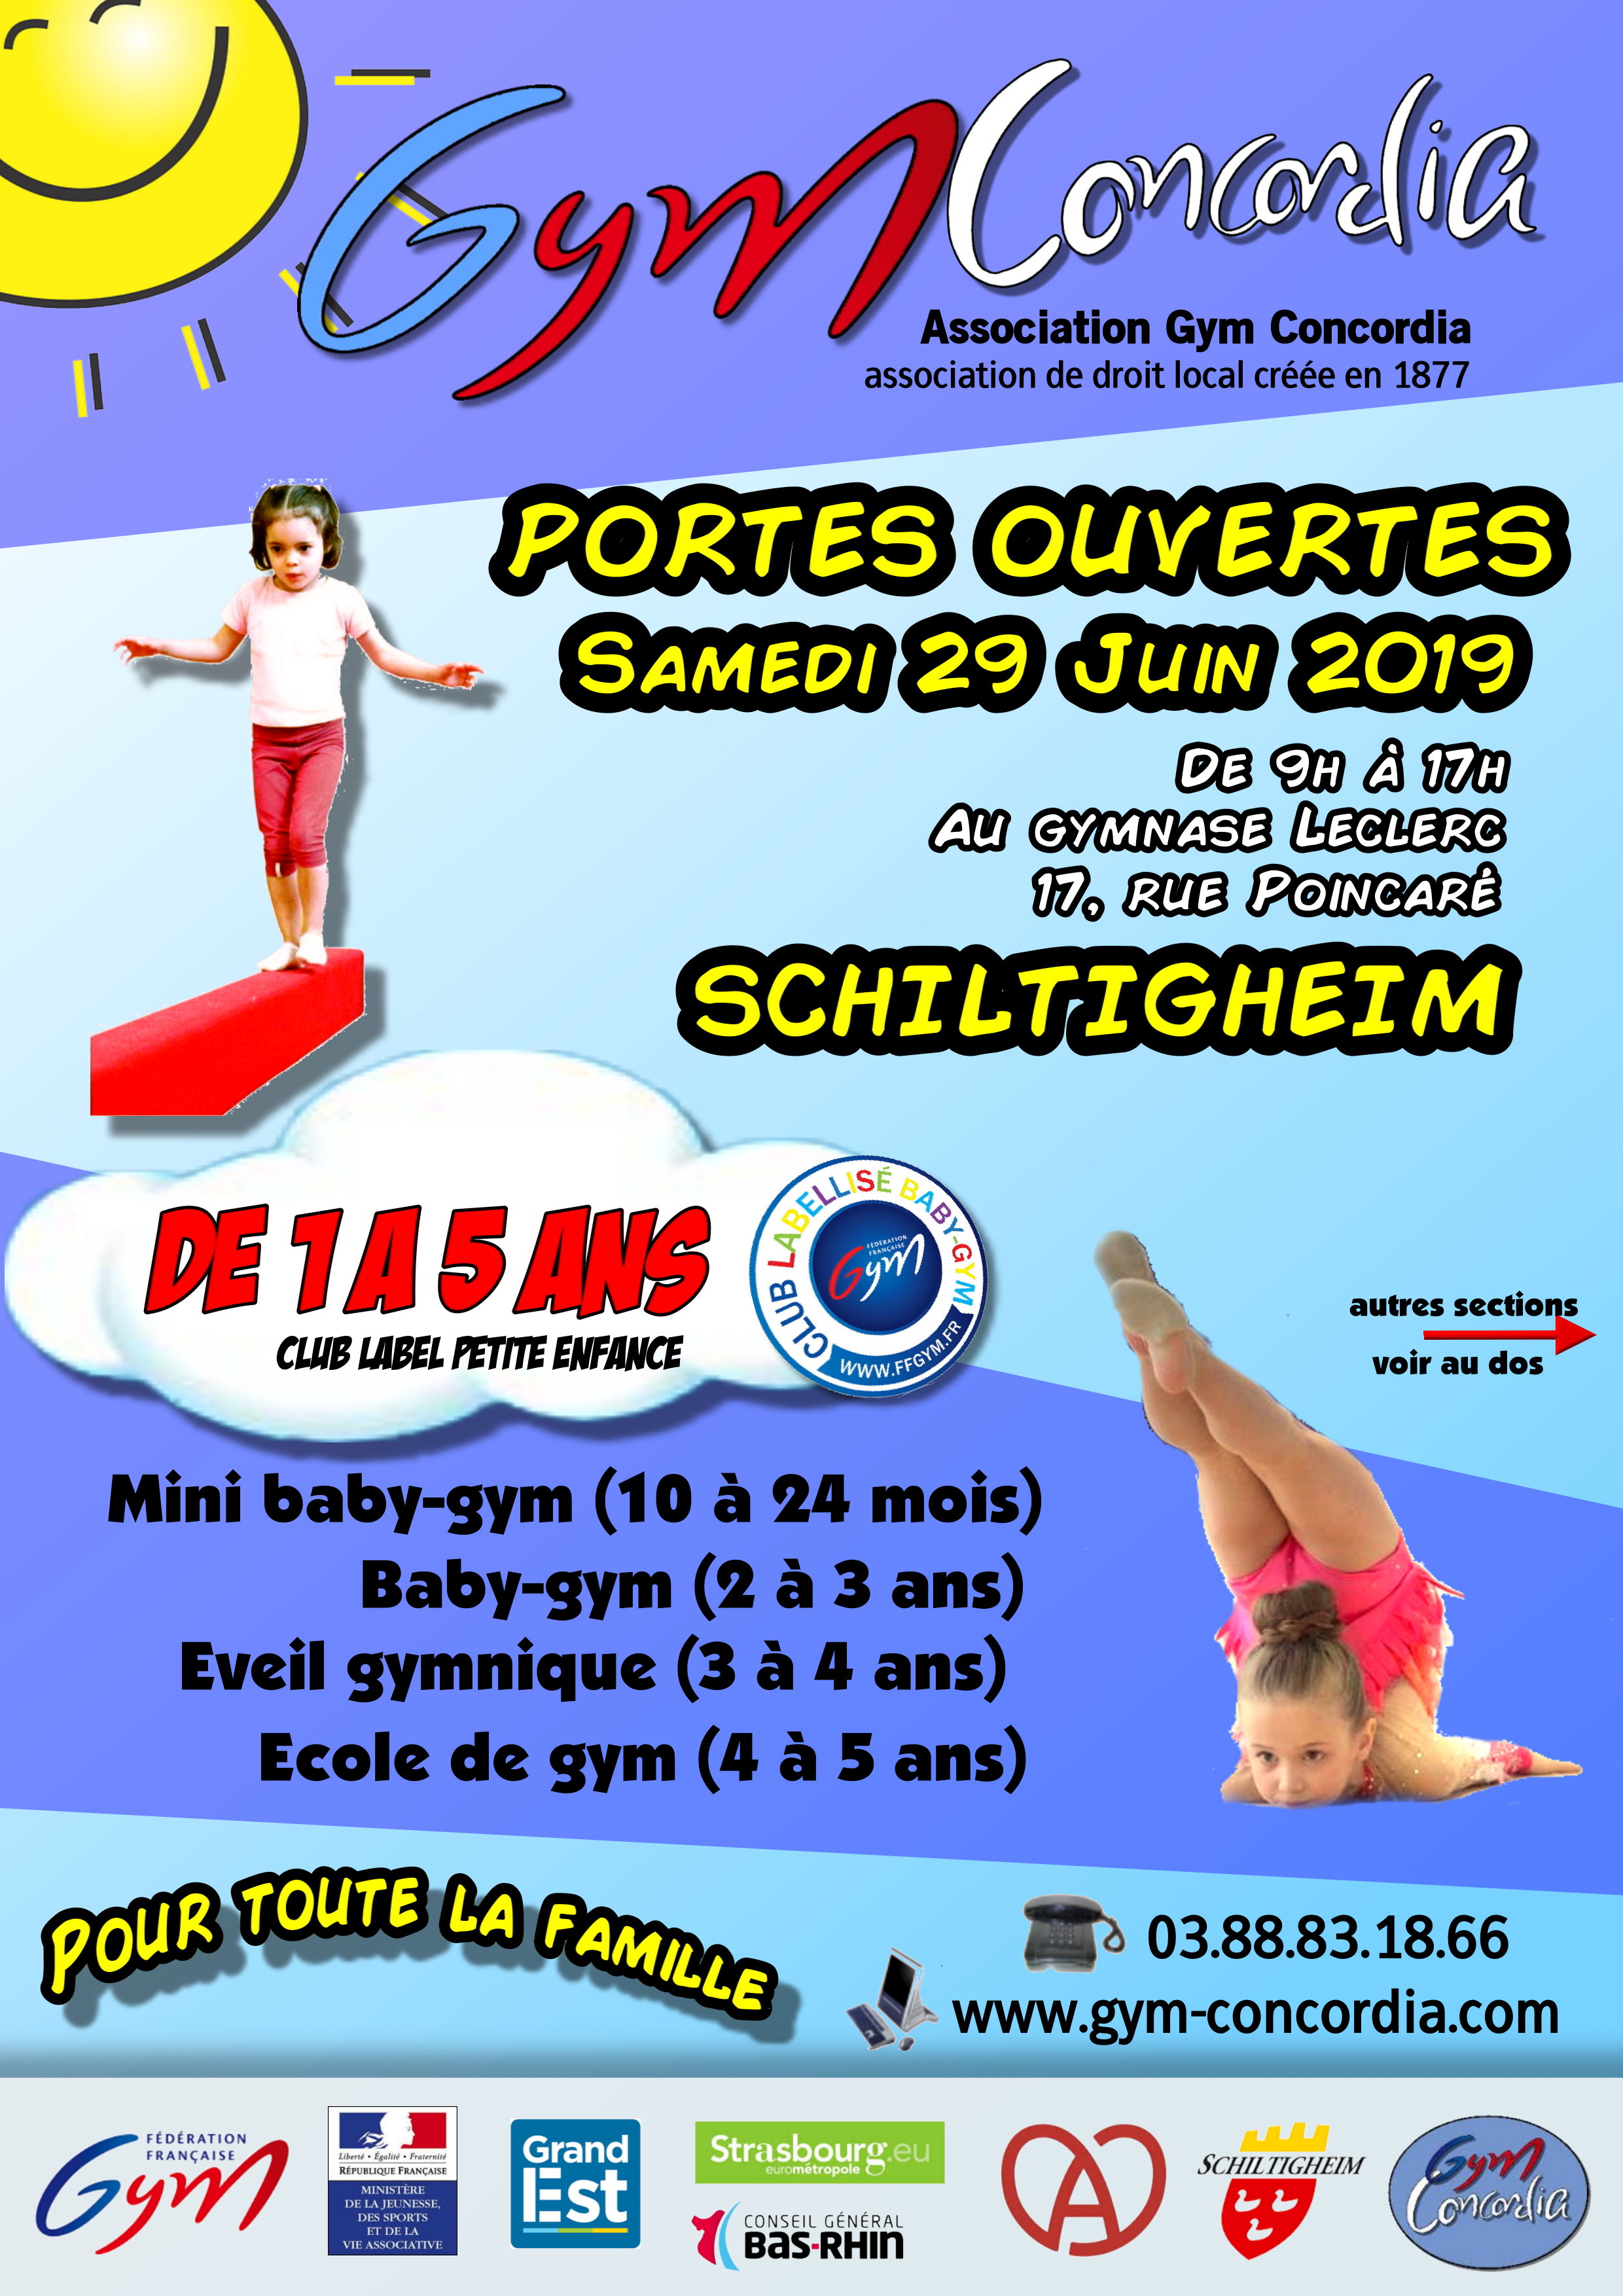 Gym Concordia
Association Gym Concordia
association de droit local créée en 1877
PORTES OUVERTES
SAMEDI 29 JUIN 2019
DE 9H À 17H
AU GYMNASE LECLERC
17, RUE POINCARÉ
SCHILTIGHEIM
DE 1 A 5 ANS
CLUB LABEL PETITE ENFANCE
CLUB LABELLISÉ BABY-GYM
FÉDÉRATION
FRANÇAISE
Gym
WWW.FFGYM.FR
autres sections
voir au dos
Mini baby-gym (10 à 24 mois)
Baby-gym (2 à 3 ans)
Eveil gymnique (3 à 4 ans)
Ecole de gym (4 à 5 ans)
POUR TOUTE LA FAMILLE
03.88.83.18.66
www.gym-concordia.com
FÉDÉRATION
FRANÇAISE
Gym
Liberté • Égalité • Fraternité
RÉPUBLIQUE FRANÇAISE
MINISTÈRE
DE LA JEUNESSE,
DES SPORTS
ET DE LA
VIE ASSOCIATIVE
Grand
Est
Strasbourg.eu
eurométropole
CONSEIL GÉNÉRAL
BAS-RHIN
A
SCHILTIGHEIM
Gym
Concordia